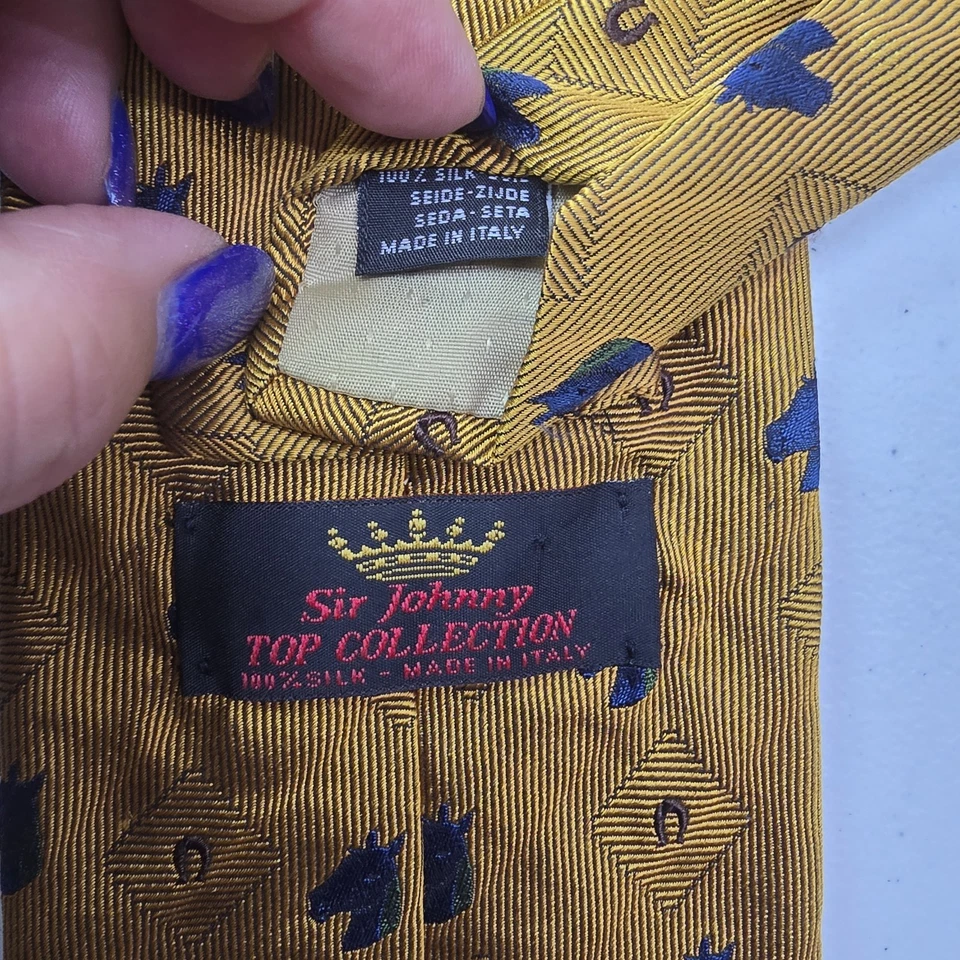 100% SILK
SEIDE-ZIJDE
SEDA-SETA
MADE IN ITALY
Sir Johnny
TOP COLLECTION
100% SILK - MADE IN ITALY